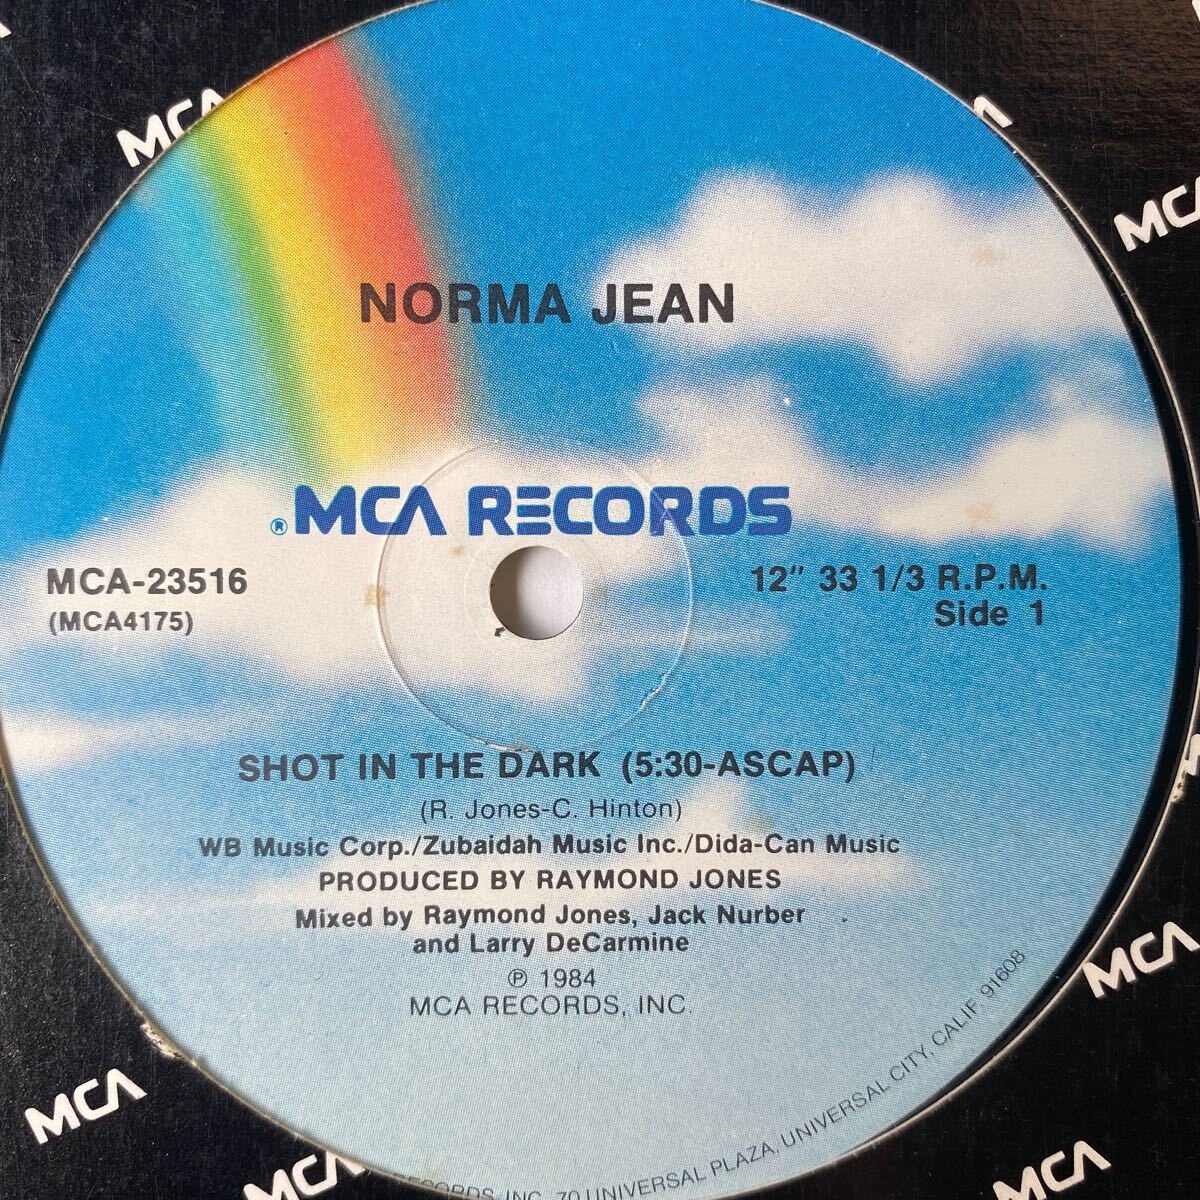 NORMA JEAN
® MCA RECORDS
MCA-23516
(MCA4175)
12" 33 1/3 R.P.M.
Side 1
SHOT IN THE DARK (5:30-ASCAP)
(R. Jones-C. Hinton)
WB Music Corp./Zubaidah Music Inc./Dida-Can Music
PRODUCED BY RAYMOND JONES
Mixed by Raymond Jones, Jack Nurber
and Larry DeCarmine
℗ 1984
MCA RECORDS, INC.
RECORDS, INC. 70 UNIVERSAL PLAZA, UNIVERSAL CITY, CALIF. 91608
MCA
MCA
MCA
MCA
MCA
MCA